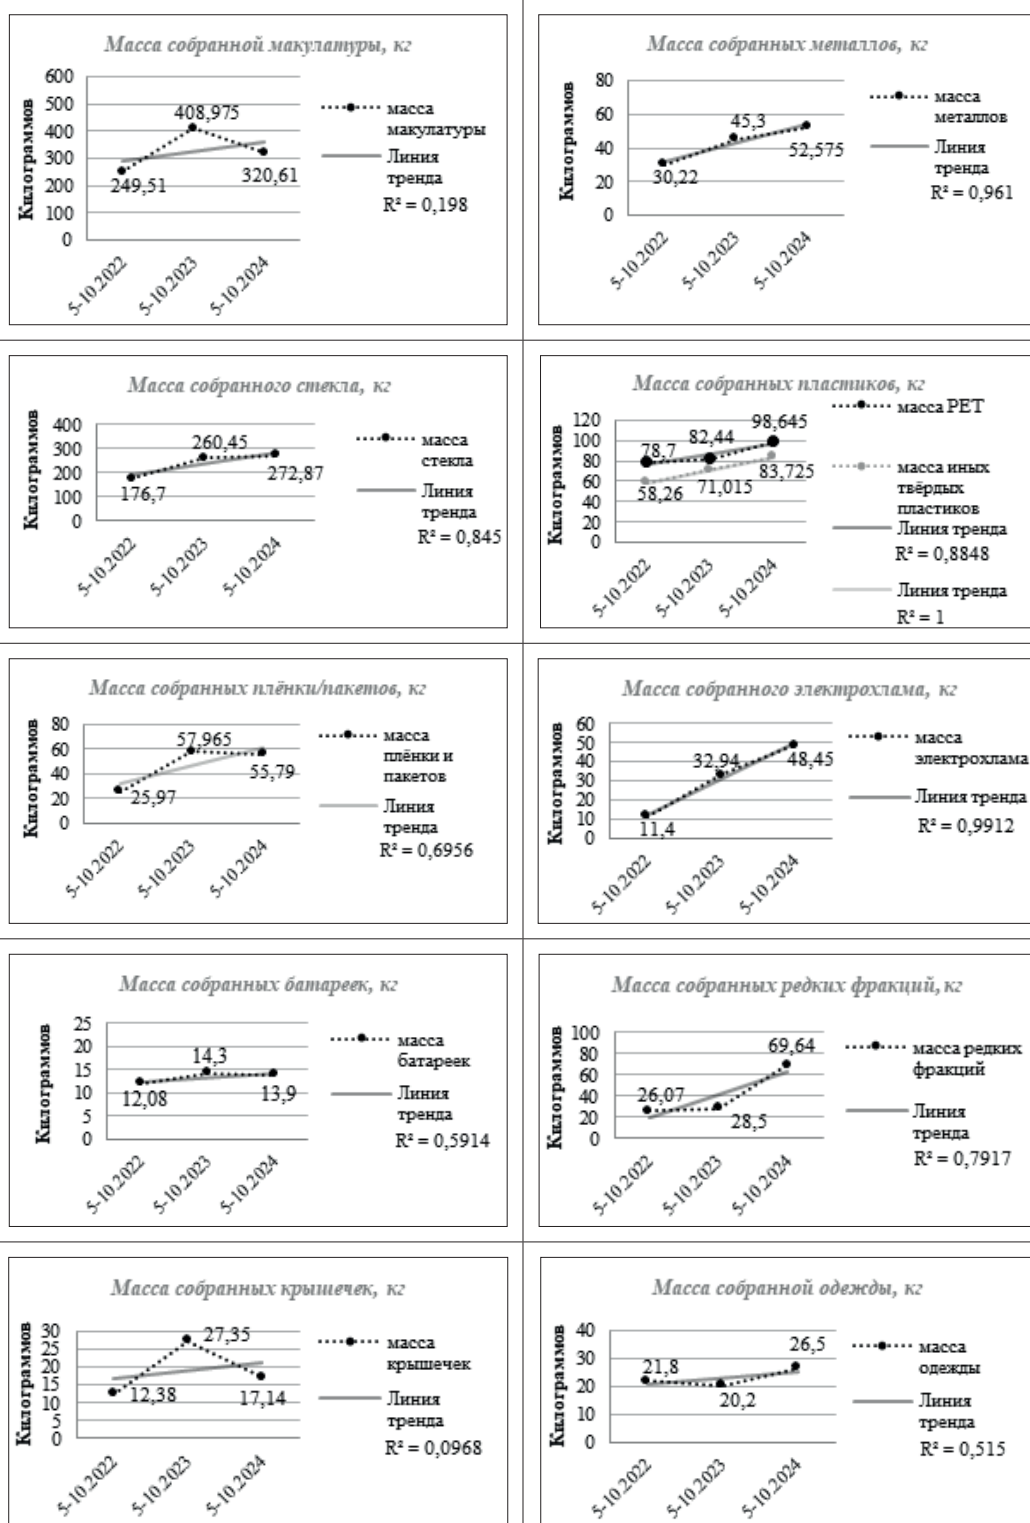 Масса собранной макулатуры, кг
600
500
400
300
200
100
0
Килограммов
249,51
408,975
320,61
5-10.2022
5-10.2023
5-10.2024
масса
макулатуры
Линия
тренда
R² = 0,198
Масса собранных металлов, кг
80
60
40
20
0
Килограммов
30,22
45,3
52,575
5-10.2022
5-10.2023
5-10.2024
масса
металлов
Линия
тренда
R² = 0,961
Масса собранного стекла, кг
400
300
200
100
0
Килограммов
176,7
260,45
272,87
5-10.2022
5-10.2023
5-10.2024
масса
стекла
Линия
тренда
R² = 0,845
Масса собранных пластиков, кг
120
100
80
60
40
20
0
Килограммов
78,7
82,44
98,645
58,26
71,015
83,725
5-10.2022
5-10.2023
5-10.2024
масса PET
масса иных
твёрдых
пластиков
Линия тренда
R² = 0,8848
Линия тренда
R² = 1
Масса собранных плёнки/пакетов, кг
80
60
40
20
0
Килограммов
25,97
57,965
55,79
5-10.2022
5-10.2023
5-10.2024
масса
плёнки и
пакетов
Линия
тренда
R² = 0,6956
Масса собранного электрохлама, кг
60
50
40
30
20
10
0
Килограммов
11,4
32,94
48,45
5-10.2022
5-10.2023
5-10.2024
масса
электрохлама
Линия тренда
R² = 0,9912
Масса собранных батареек, кг
25
20
15
10
5
0
Килограммов
12,08
14,3
13,9
5-10.2022
5-10.2023
5-10.2024
масса
батареек
Линия
тренда
R² = 0,5914
Масса собранных редких фракций, кг
100
80
60
40
20
0
Килограммов
26,07
28,5
69,64
5-10.2022
5-10.2023
5-10.2024
масса редких
фракций
Линия
тренда
R² = 0,7917
Масса собранных крышечек, кг
30
25
20
15
10
5
0
Килограммов
12,38
27,35
17,14
5-10.2022
5-10.2023
5-10.2024
масса
крышечек
Линия
тренда
R² = 0,0968
Масса собранной одежды, кг
40
30
20
10
0
Килограммов
21,8
20,2
26,5
5-10.2022
5-10.2023
5-10.2024
масса
одежды
Линия
тренда
R² = 0,515